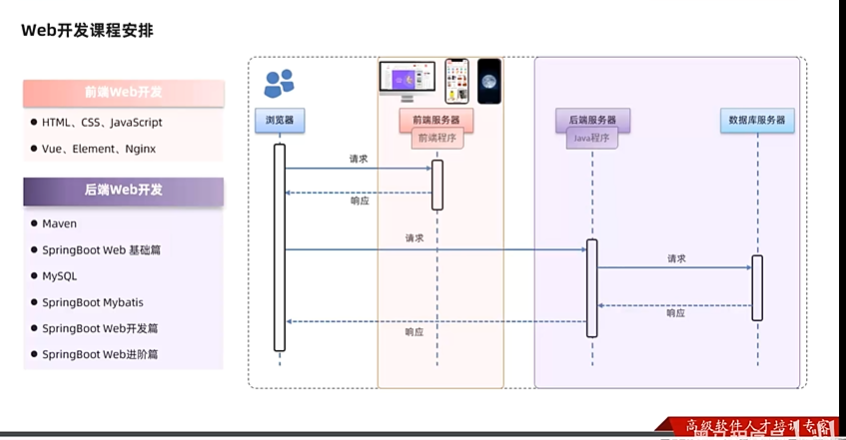 Web开发课程安排
前端Web开发
HTML、CSS、JavaScript
Vue、Element、Nginx
后端Web开发
Maven
SpringBoot Web 基础篇
MySQL
SpringBoot Mybatis
SpringBoot Web开发篇
SpringBoot Web进阶篇
浏览器
前端服务器
前端程序
后端服务器
Java程序
数据库服务器
请求
响应
请求
请求
响应
响应
高级软件人才培训专家